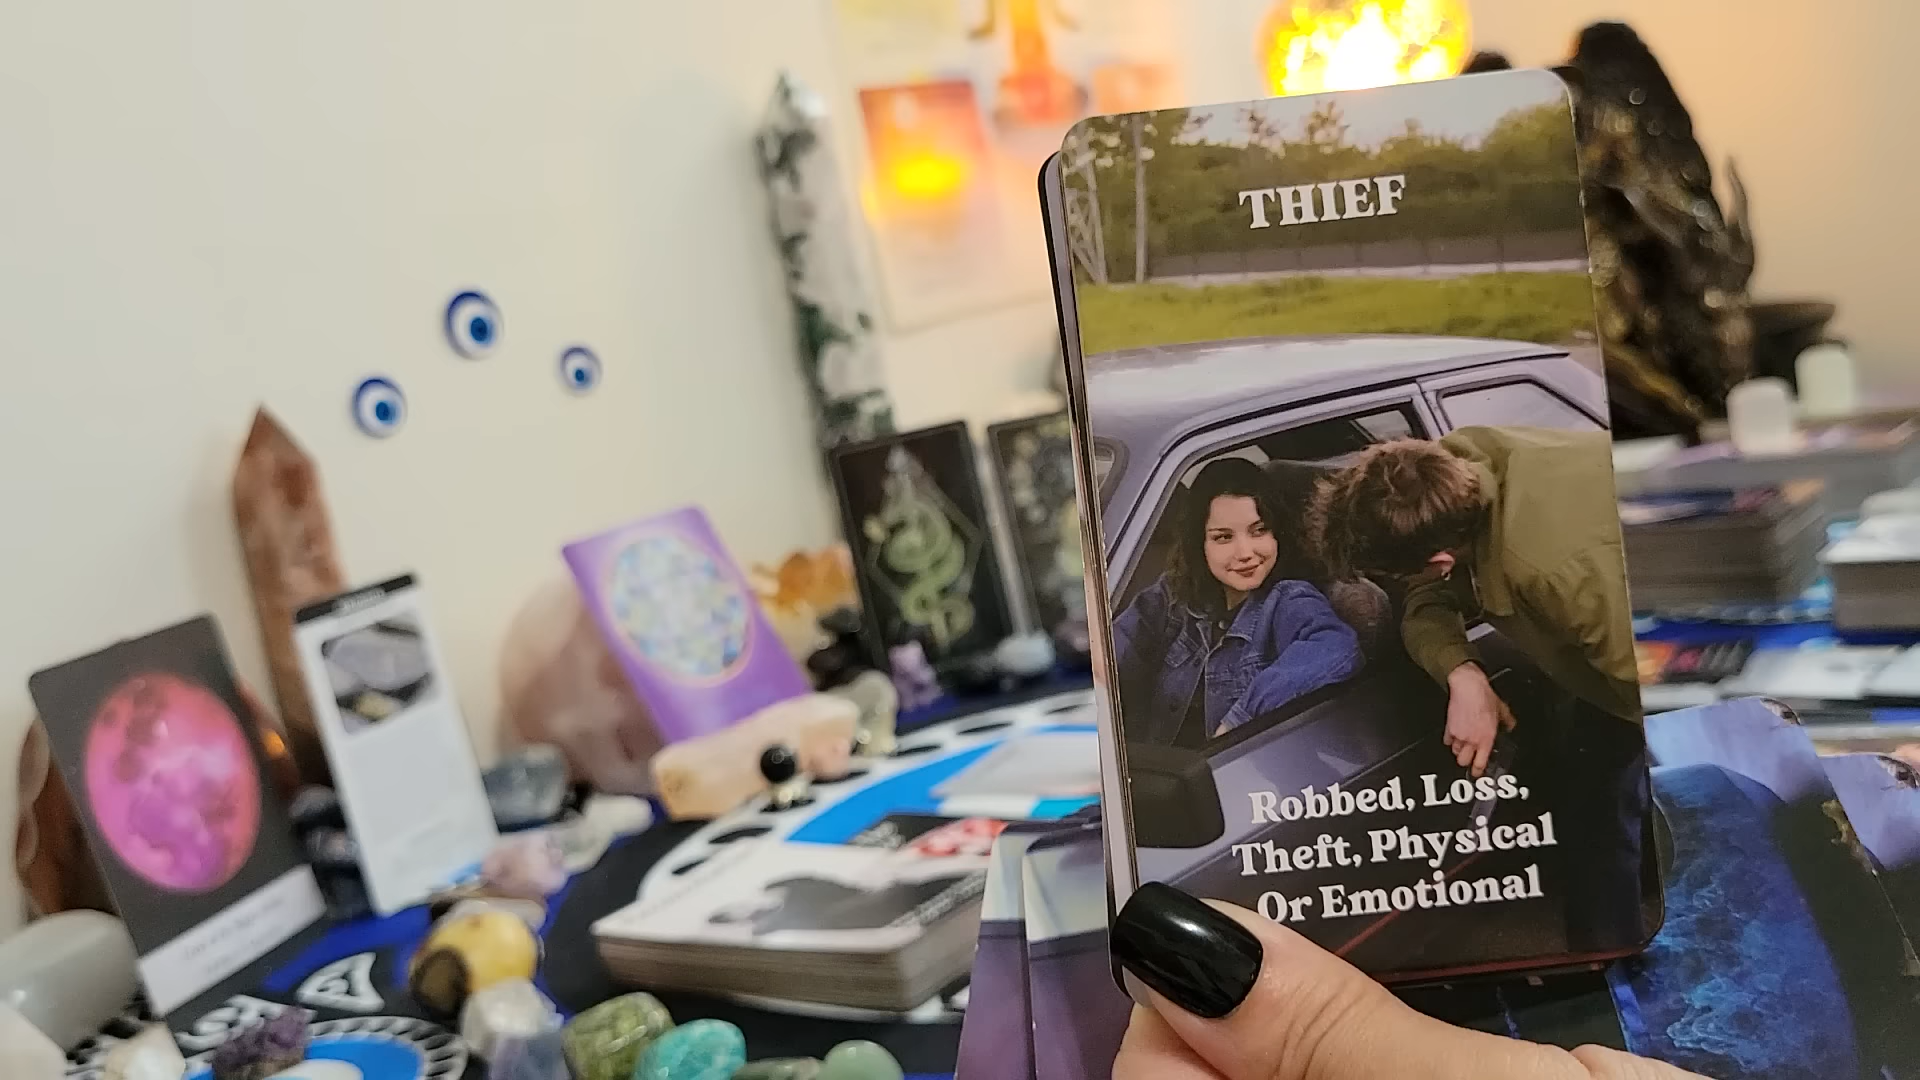 THIEF
Robbed, Loss,
Theft, Physical
Or Emotional